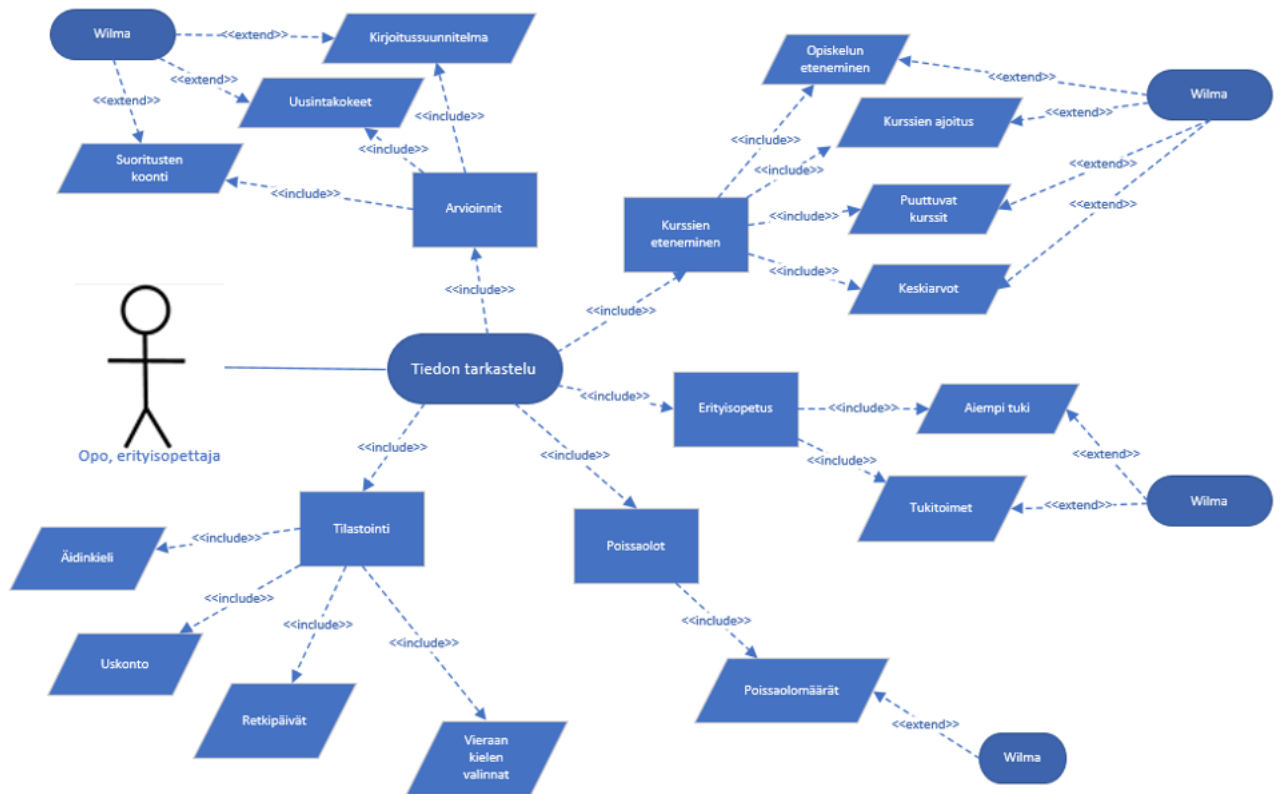 Wilma
<<extend>>
Kirjoitussuunnitelma
<<extend>>
<<extend>>
Uusintakokeet
<<include>>
<<include>>
Suoritusten
koonti
<<include>>
Arvioinnit
<<include>>
Opiskelun
eteneminen
<<extend>>
Wilma
Kurssien ajoitus
<<extend>>
<<include>>
<<include>>
<<extend>>
Puuttuvat
kurssit
<<extend>>
Kurssien
eteneminen
<<include>>
<<include>>
Keskiarvot
<<include>>
Tiedon tarkastelu
Opo, erityisopettaja
<<include>>
Erityisopetus
<<include>>
Aiempi tuki
<<extend>>
<<include>>
Tukitoimet
<<extend>>
Wilma
<<include>>
<<include>>
Tilastointi
Poissaolot
<<include>>
Äidinkieli
<<include>>
Uskonto
<<include>>
Retkipäivät
<<include>>
Vieraan
kielen
valinnat
<<include>>
Poissaolomäärät
<<extend>>
Wilma